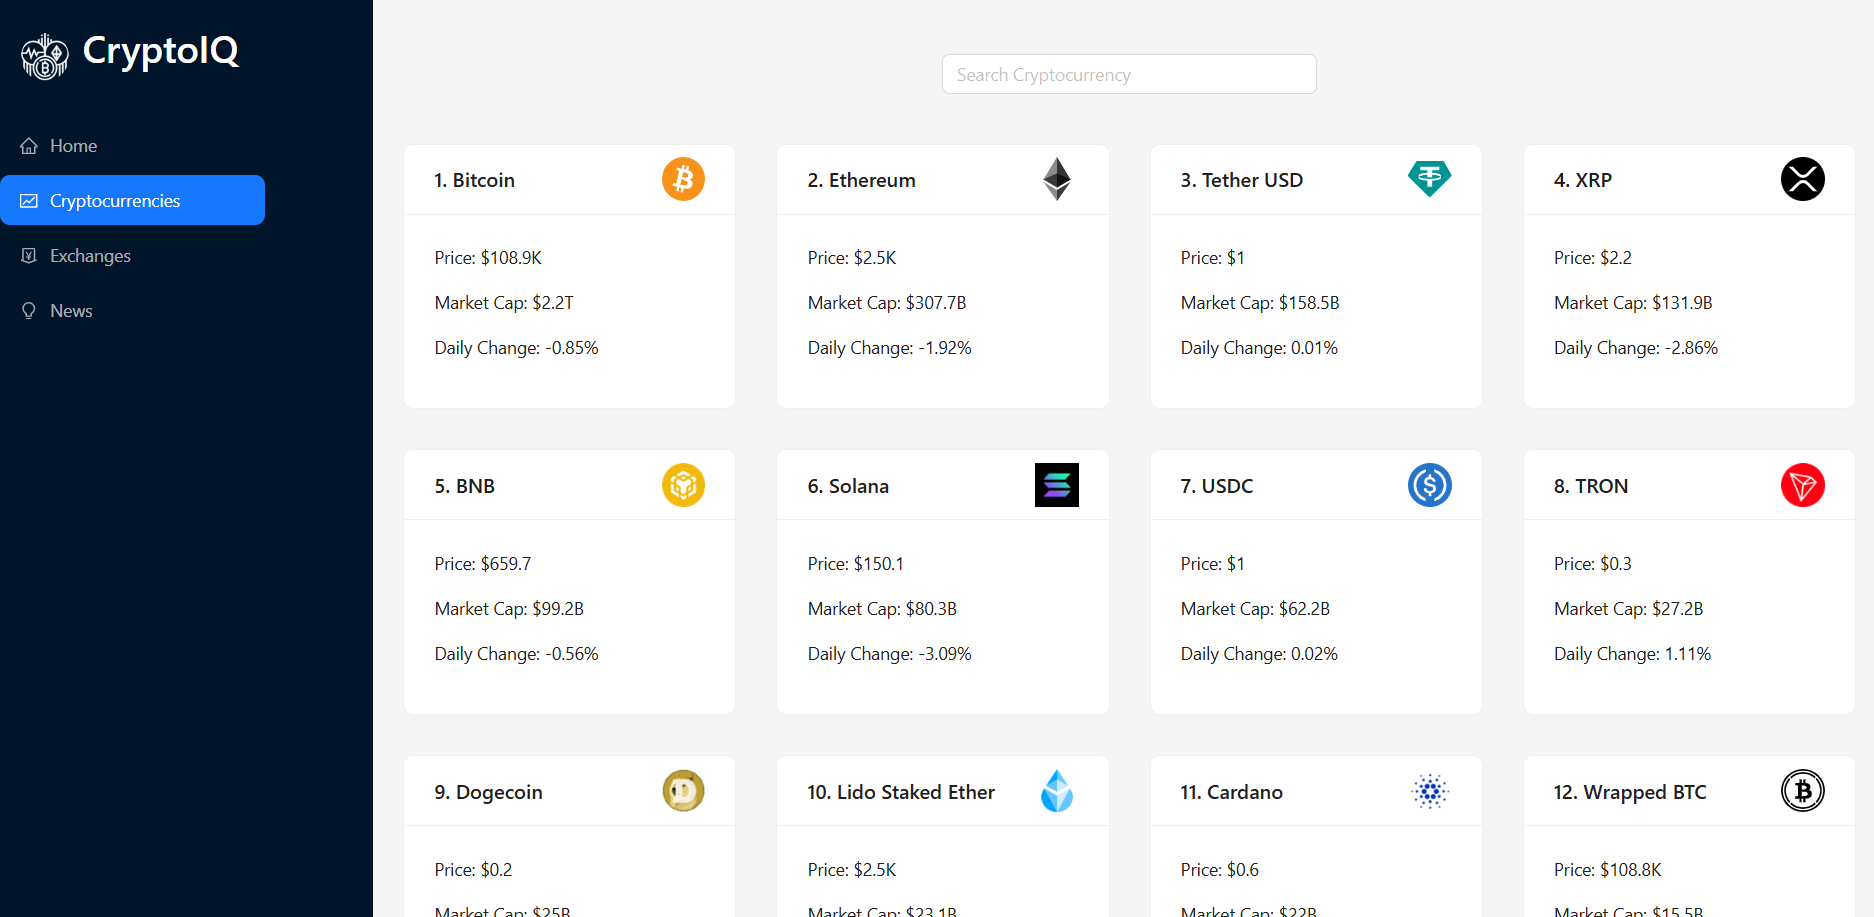 CryptoIQ
Home
Cryptocurrencies
Exchanges
News
Search Cryptocurrency
1. Bitcoin
Price: $108.9K
Market Cap: $2.2T
Daily Change: -0.85%
2. Ethereum
Price: $2.5K
Market Cap: $307.7B
Daily Change: -1.92%
3. Tether USD
Price: $1
Market Cap: $158.5B
Daily Change: 0.01%
4. XRP
Price: $2.2
Market Cap: $131.9B
Daily Change: -2.86%
5. BNB
Price: $659.7
Market Cap: $99.2B
Daily Change: -0.56%
6. Solana
Price: $150.1
Market Cap: $80.3B
Daily Change: -3.09%
7. USDC
Price: $1
Market Cap: $62.2B
Daily Change: 0.02%
8. TRON
Price: $0.3
Market Cap: $27.2B
Daily Change: 1.11%
9. Dogecoin
Price: $0.2
Market Cap: $25B
10. Lido Staked Ether
Price: $2.5K
Market Cap: $23.1B
11. Cardano
Price: $0.6
Market Cap: $22B
12. Wrapped BTC
Price: $108.8K
Market Cap: $15.5B